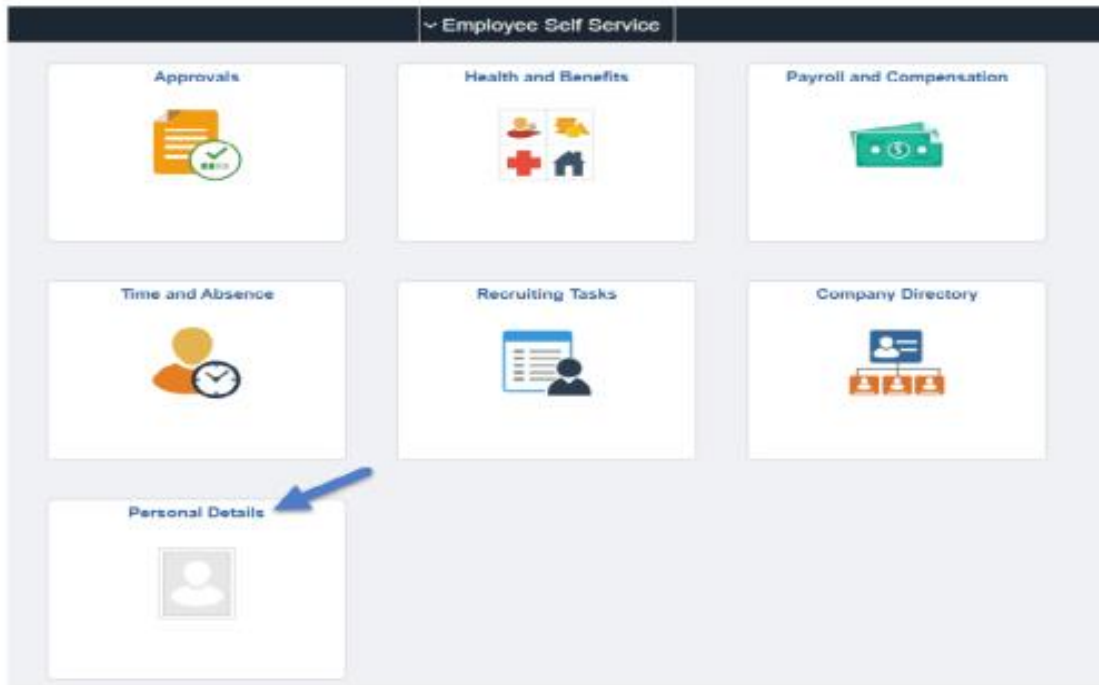 Employee Self Service
Approvals
Health and Benefits
Payroll and Compensation
$
Time and Absence
Recruiting Tasks
Company Directory
Personal Details